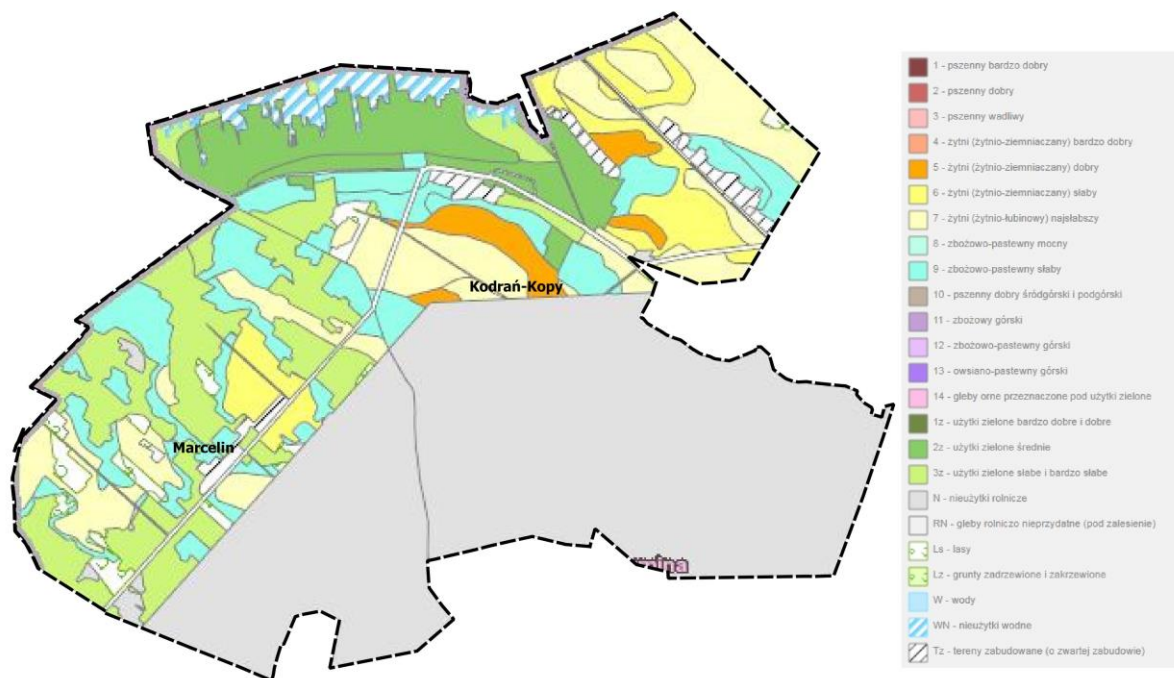 Kodrań-Kopy
Marcelin
1 - pszenny bardzo dobry
2 - pszenny dobry
3 - pszenny wadliwy
4 - żytni (żytnio-ziemniaczany) bardzo dobry
5 - żytni (żytnio-ziemniaczany) dobry
6 - żytni (żytnio-ziemniaczany) słaby
7 - żytni (żytnio-łubinowy) najsłabszy
8 - zbożowo-pastewny mocny
9 - zbożowo-pastewny słaby
10 - pszenny dobry śródgórski i podgórski
11 - zbożowy górski
12 - zbożowo-pastewny górski
13 - owsiano-pastewny górski
14 - gleby orne przeznaczone pod użytki zielone
1z - użytki zielone bardzo dobre i dobre
2z - użytki zielone średnie
3z - użytki zielone słabe i bardzo słabe
N - nieużytki rolnicze
RN - gleby rolniczo nieprzydatne (pod zalesienie)
Ls - lasy
Lz - grunty zadrzewione i zakrzewione
W - wody
WN - nieużytki wodne
Tz - tereny zabudowane (o zwartej zabudowie)